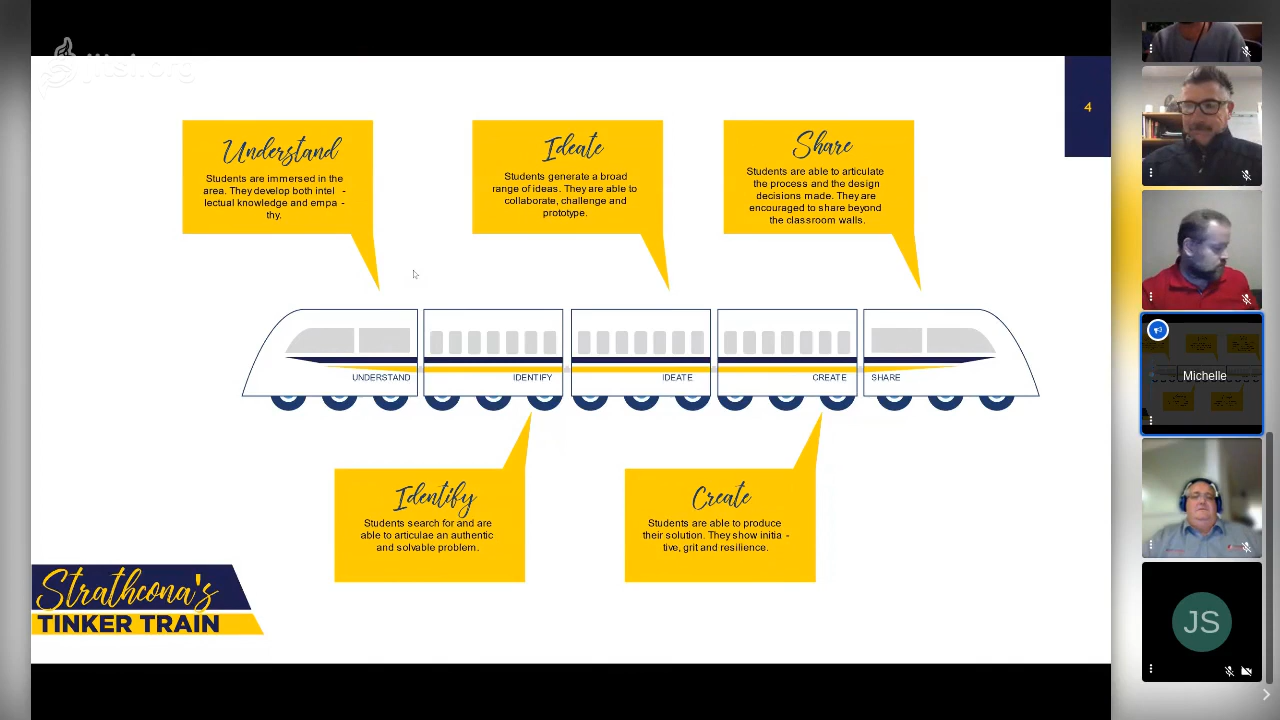 jitsi.org
4
Understand
Students are immersed in the
area. They develop both intel -
lectual knowledge and empa -
thy.
Ideate
Students generate a broad
range of ideas. They are able to
collaborate, challenge and
prototype.
Share
Students are able to articulate
the process and the design
decisions made. They are
encouraged to share beyond
the classroom walls.
UNDERSTAND
IDENTIFY
IDEATE
CREATE
SHARE
Identify
Students search for and are
able to articulae an authentic
and solvable problem.
Create
Students are able to produce
their solution. They show initia -
tive, grit and resilience.
Strathcona's
TINKER TRAIN
Michelle
JS